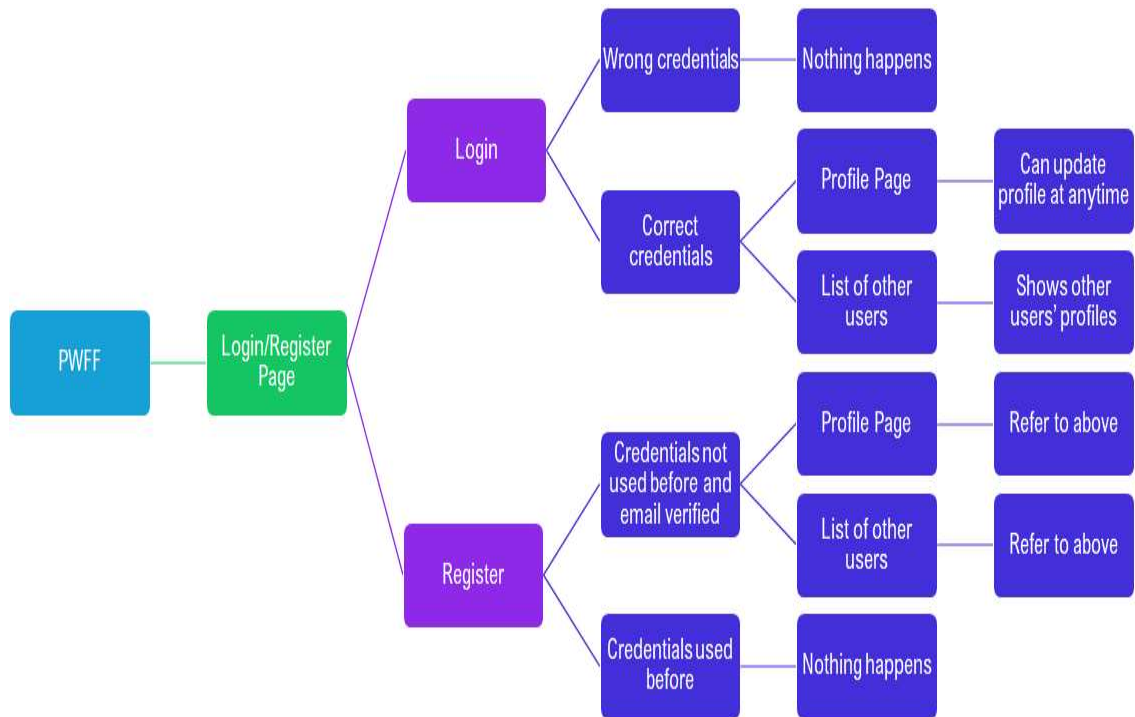 PWFF
Login/Register
Page
Login
Wrong credentials
Nothing happens
Correct
credentials
Profile Page
Can update
profile at anytime
List of other
users
Shows other
users’ profiles
Register
Credentials not
used before and
email verified
Profile Page
Refer to above
List of other
users
Refer to above
Credentials used
before
Nothing happens